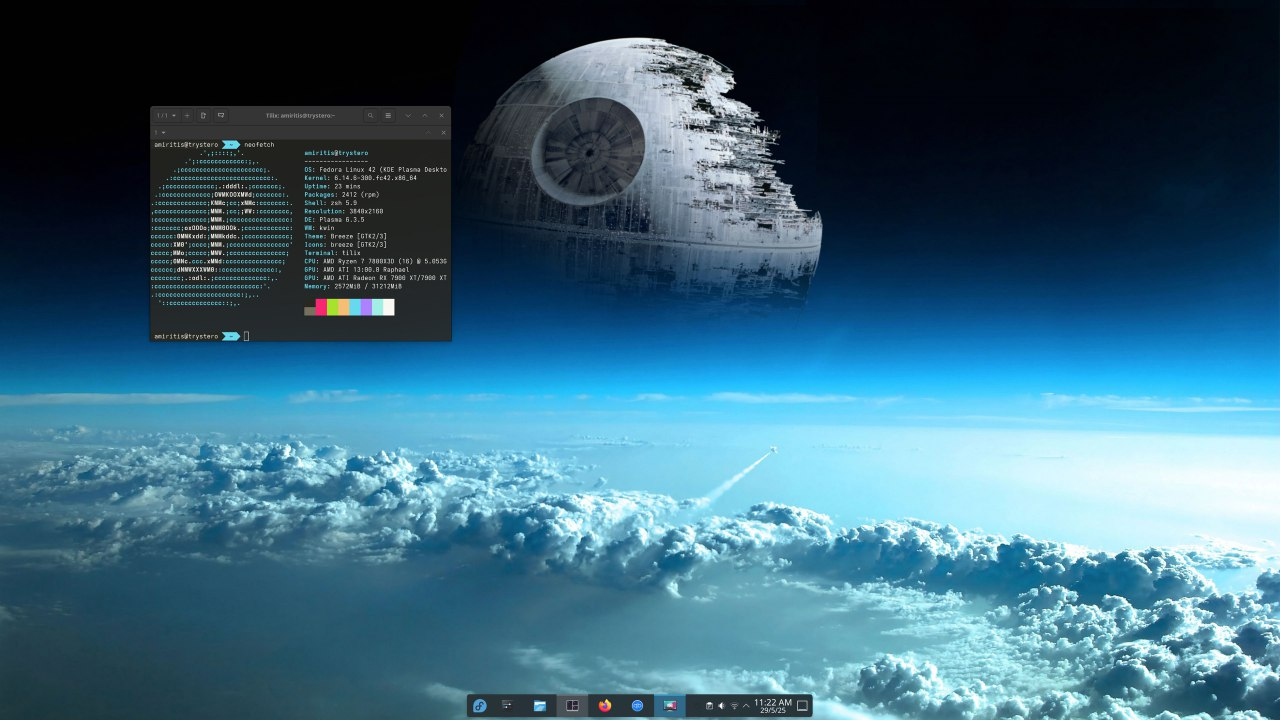 1 / 1
Tilix: amiritis@trystero:~
1
amiritis@trystero ~ neofetch
amiritis@trystero
-----------------
OS: Fedora Linux 42 (KDE Plasma Deskto
Kernel: 6.14.6-300.fc42.x86_64
Uptime: 23 mins
Packages: 2412 (rpm)
Shell: zsh 5.9
Resolution: 3840x2160
DE: Plasma 6.3.5
WM: kwin
Theme: Breeze [GTK2/3]
Icons: breeze [GTK2/3]
Terminal: tilix
CPU: AMD Ryzen 7 7800X3D (16) @ 5.053G
GPU: AMD ATI 13:00.0 Raphael
GPU: AMD ATI Radeon RX 7900 XT/7900 XT
Memory: 2572MiB / 31212MiB
amiritis@trystero ~
11:22 AM
29/5/25